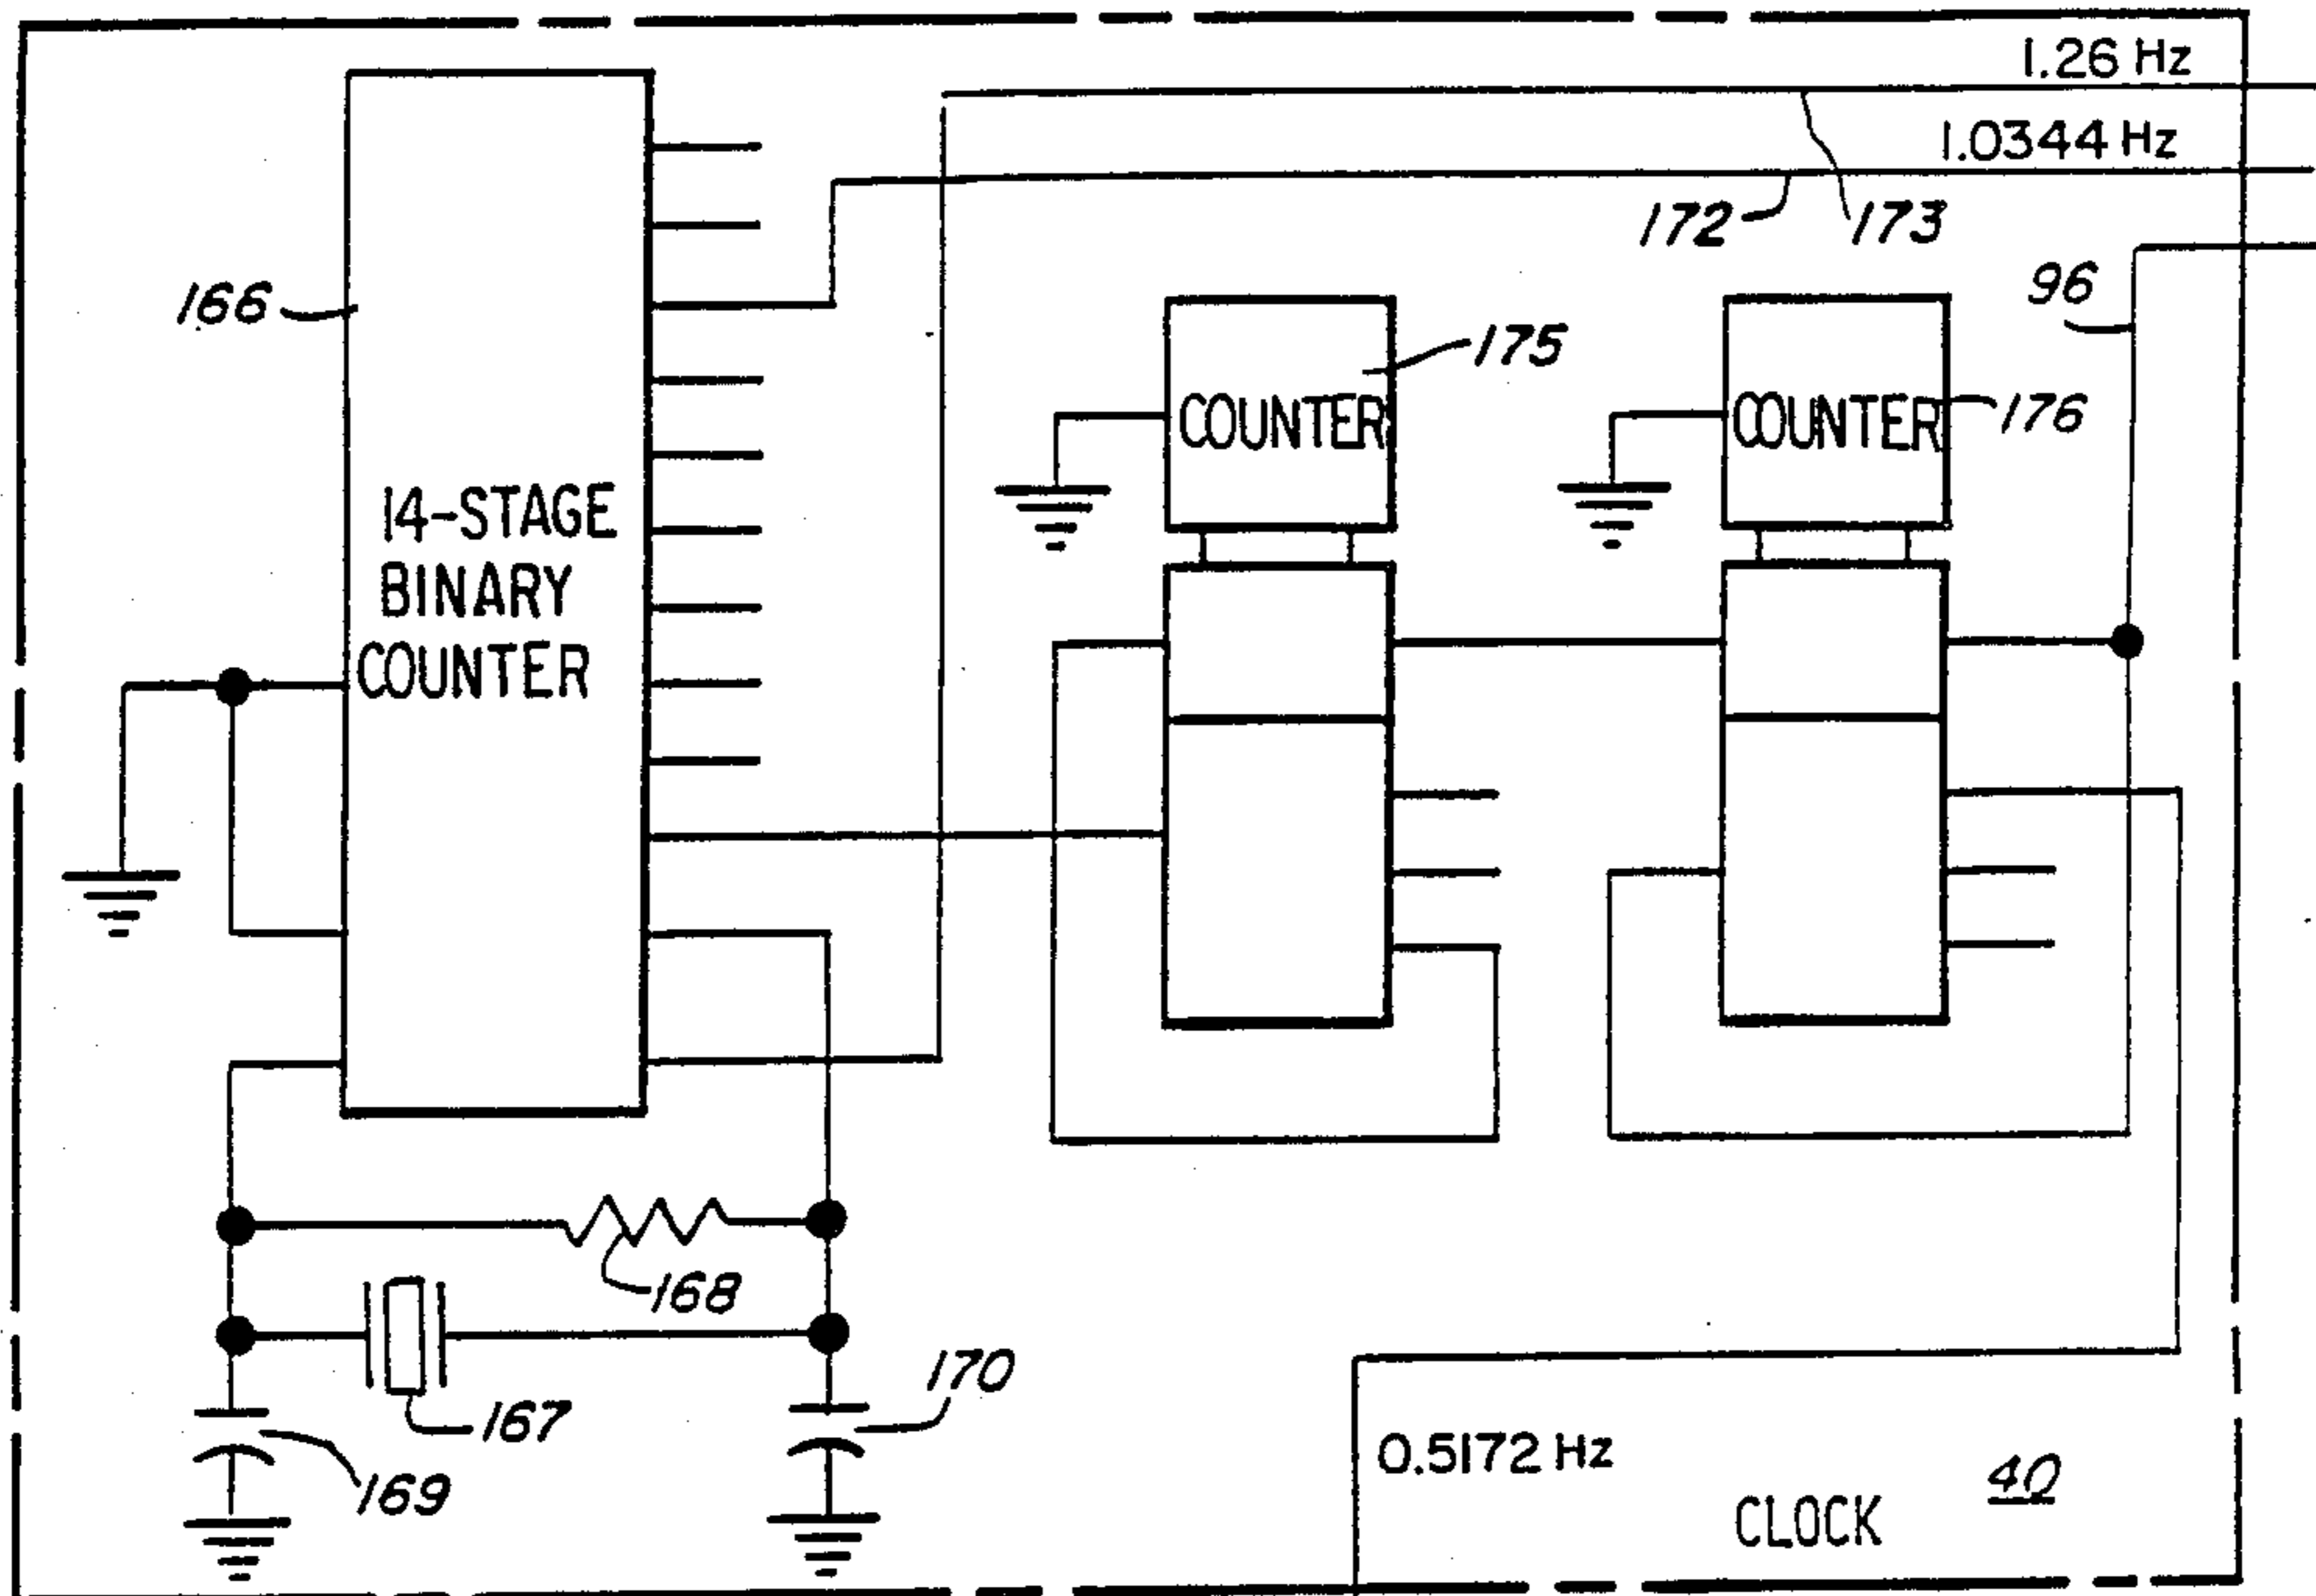 1.26 Hz
1.0344 Hz
172
173
96
166
175
COUNTER
COUNTER
176
14-STAGE
BINARY
COUNTER
168
167
170
169
0.5172 Hz
40
CLOCK